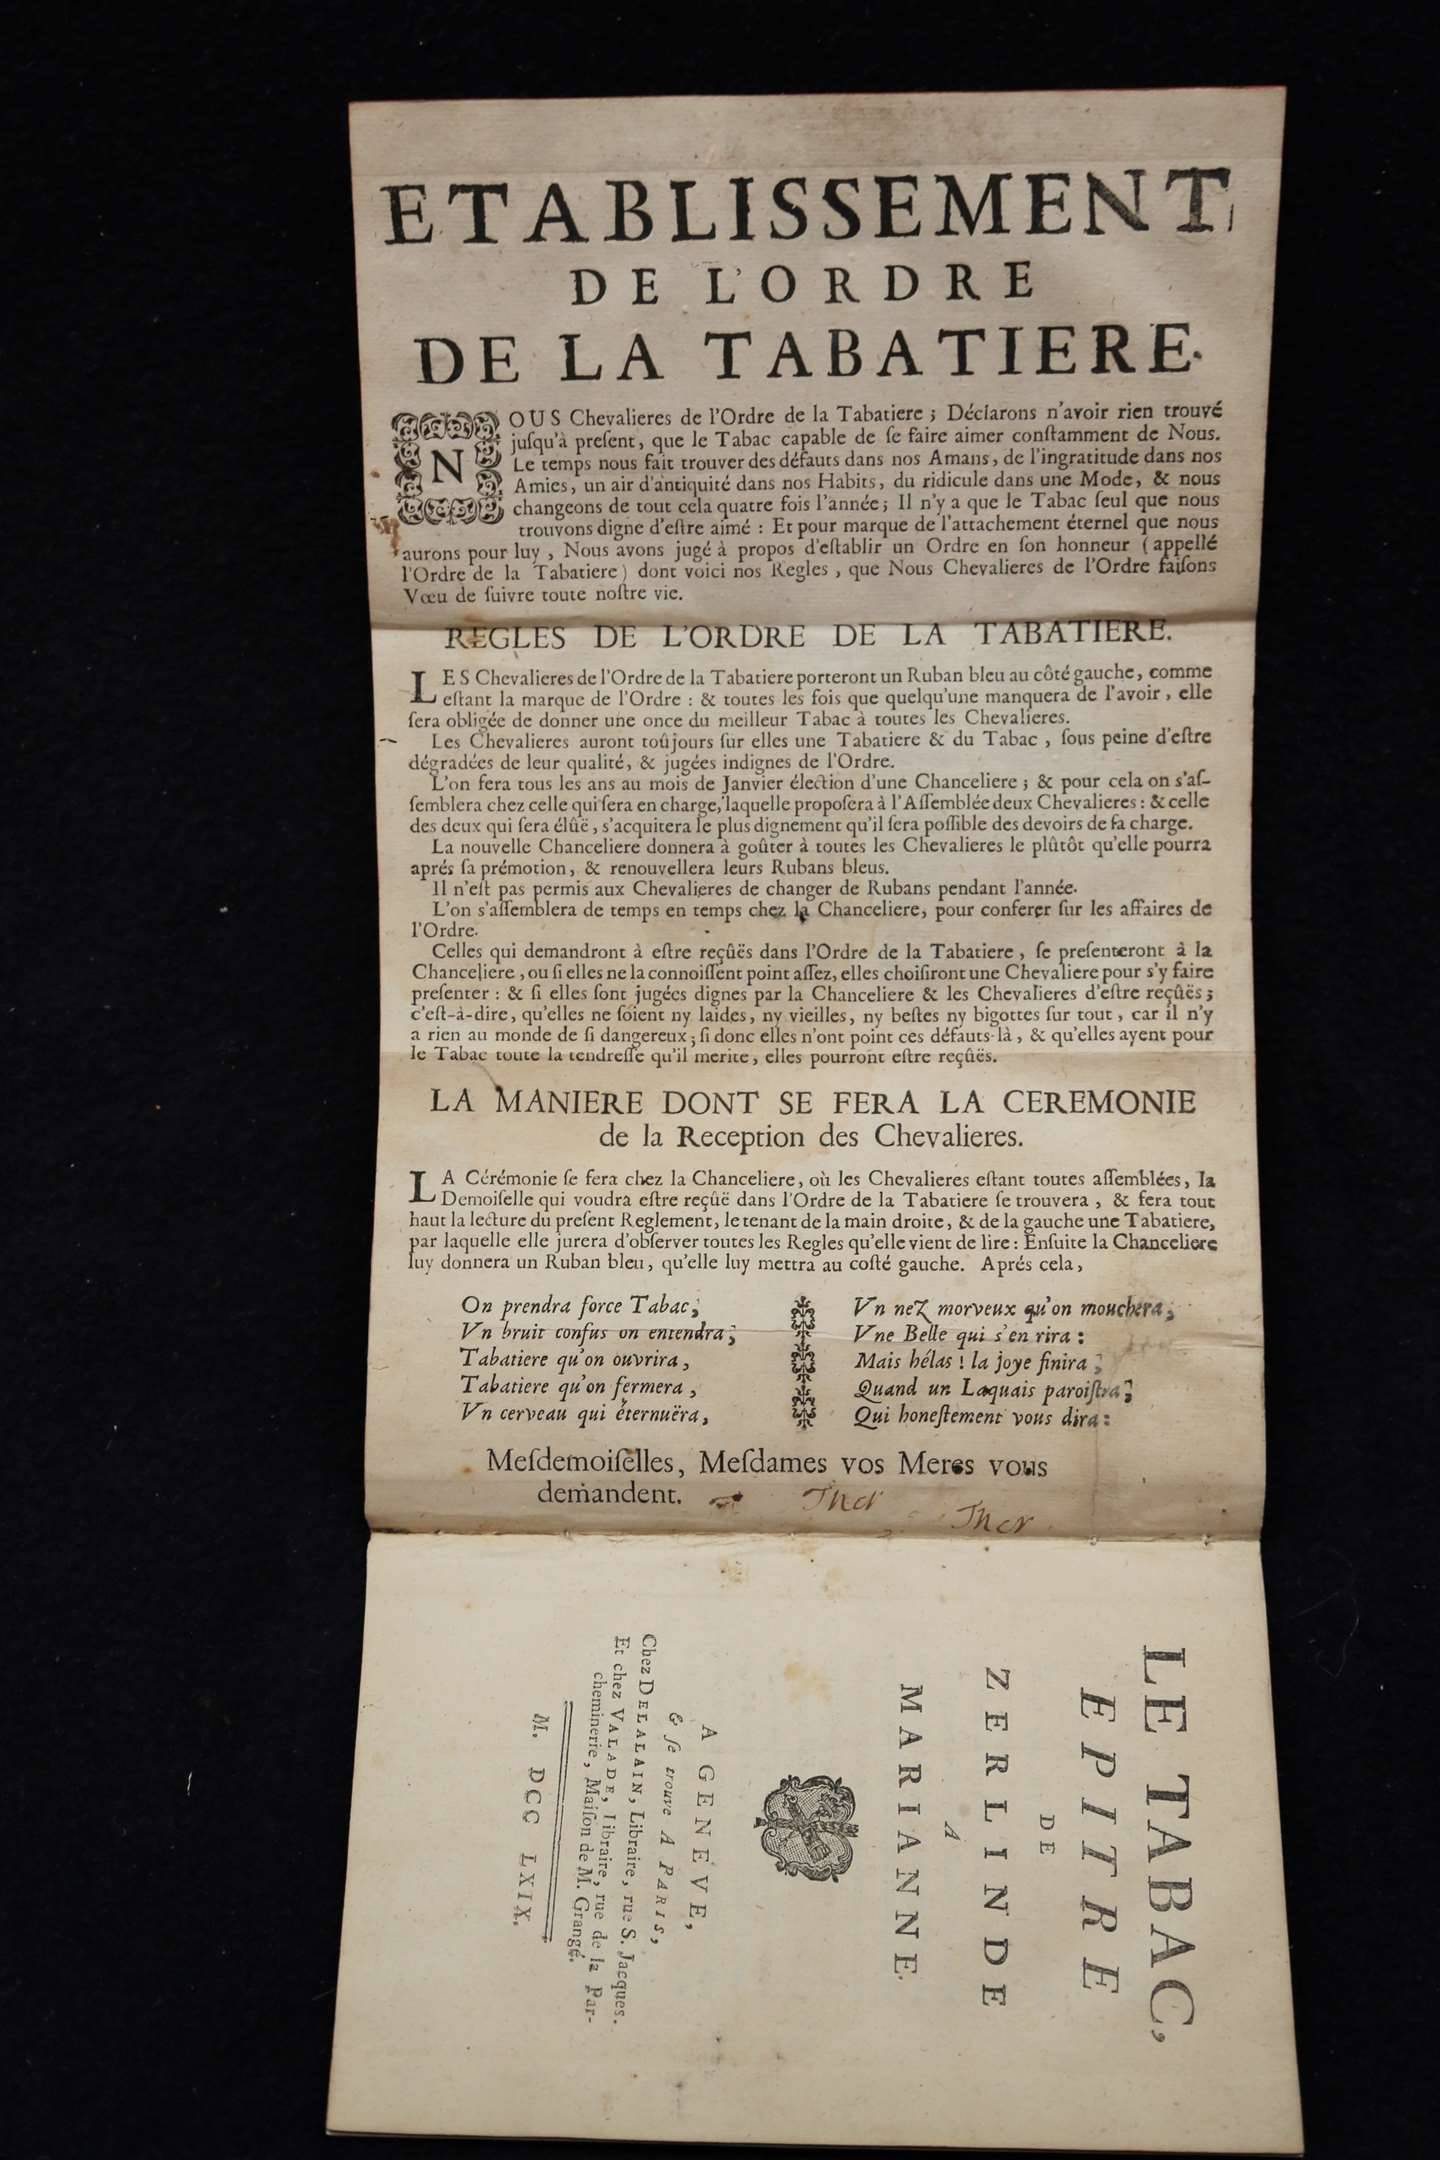 ETABLISSEMENT
DE L'ORDRE
DE LA TABATIERE.
NOUS Chevalieres de l'Ordre de la Tabatiere ; Déclarons n'avoir rien trouvé
juſqu'à preſent, que le Tabac capable de ſe faire aimer conſtamment de Nous.
Le temps nous fait trouver des défauts dans nos Amans, de l'ingratitude dans nos
Amies, un air d'antiquité dans nos Habits, du ridicule dans une Mode, & nous
changeons de tout cela quatre fois l'année ; Il n'y a que le Tabac ſeul que nous
trouvons digne d'eſtre aimé : Et pour marque de l'attachement éternel que nous
aurons pour luy , Nous avons jugé à propos d'eſtablir un Ordre en ſon honneur (appellé
l'Ordre de la Tabatiere) dont voici nos Regles , que Nous Chevalieres de l'Ordre faiſons
Vœu de ſuivre toute noſtre vie.
REGLES DE L'ORDRE DE LA TABATIERE.
LES Chevalieres de l'Ordre de la Tabatiere porteront un Ruban bleu au côté gauche, comme
eſtant la marque de l'Ordre : & toutes les fois que quelqu'une manquera de l'avoir , elle
ſera obligée de donner une once du meilleur Tabac à toutes les Chevalieres.
Les Chevalieres auront toûjours ſur elles une Tabatiere & du Tabac , ſous peine d'eſtre
dégradées de leur qualité, & jugées indignes de l'Ordre.
L'on fera tous les ans au mois de Janvier élection d'une Chanceliere ; & pour cela on s'aſ-
ſemblera chez celle qui ſera en charge, laquelle propoſera à l'Aſſemblée deux Chevalieres : & celle
des deux qui ſera élûë , s'acquitera le plus dignement qu'il ſera poſſible des devoirs de ſa charge.
La nouvelle Chanceliere donnera à goûter à toutes les Chevalieres le plûtôt qu'elle pourra
aprés ſa prémotion, & renouvellera leurs Rubans bleus.
Il n'eſt pas permis aux Chevalieres de changer de Rubans pendant l'année.
L'on s'aſſemblera de temps en temps chez la Chanceliere, pour conferer ſur les affaires de
l'Ordre.
Celles qui demandront à eſtre reçûës dans l'Ordre de la Tabatiere , ſe preſenteront à la
Chanceliere , ou ſi elles ne la connoiſſent point aſſez, elles choiſiront une Chevaliere pour s'y faire
preſenter : & ſi elles ſont jugées dignes par la Chanceliere & les Chevalieres d'eſtre reçûës ;
c'eſt-à-dire, qu'elles ne ſoient ny laides, ny vieilles, ny beſtes ny bigottes ſur tout , car il n'y
a rien au monde de ſi dangereux ; ſi donc elles n'ont point ces défauts-là , & qu'elles ayent pour
le Tabac toute la tendreſſe qu'il merite, elles pourront eſtre reçûës.
LA MANIERE DONT SE FERA LA CEREMONIE
de la Reception des Chevalieres.
LA Cérémonie ſe fera chez la Chanceliere, où les Chevalieres eſtant toutes aſſemblées, la
Demoiſelle qui voudra eſtre reçûë dans l'Ordre de la Tabatiere ſe trouvera , & fera tout
haut la lecture du preſent Reglement, le tenant de la main droite, & de la gauche une Tabatiere,
par laquelle elle jurera d'obſerver toutes les Regles qu'elle vient de lire : Enſuite la Chanceliere
luy donnera un Ruban bleu, qu'elle luy mettra au coſté gauche. Aprés cela,
On prendra force Tabac ;
Vn bruit confus on entendra ;
Tabatiere qu'on ouvrira ,
Tabatiere qu'on fermera ,
Vn cerveau qui éternuëra,
Vn nez morveux qu'on mouchera ;
Vne Belle qui s'en rira :
Mais hélas ! la joye finira ;
Quand un Laquais paroiſtra ;
Qui honeſtement vous dira :
Meſdemoiſelles, Meſdames vos Meres vous
demandent.
Ther
Ther
LE TABAC,
EPITRE
DE
ZERLINDE
A
MARIANNE.
A GENÉVE,
& ſe trouve A PARIS,
Chez DELALAIN, Libraire, rue S. Jacques.
Et chez VALADE, Libraire, rue de la Par-
cheminerie, Maiſon de M. Grangé.
M. DCC LXIX.